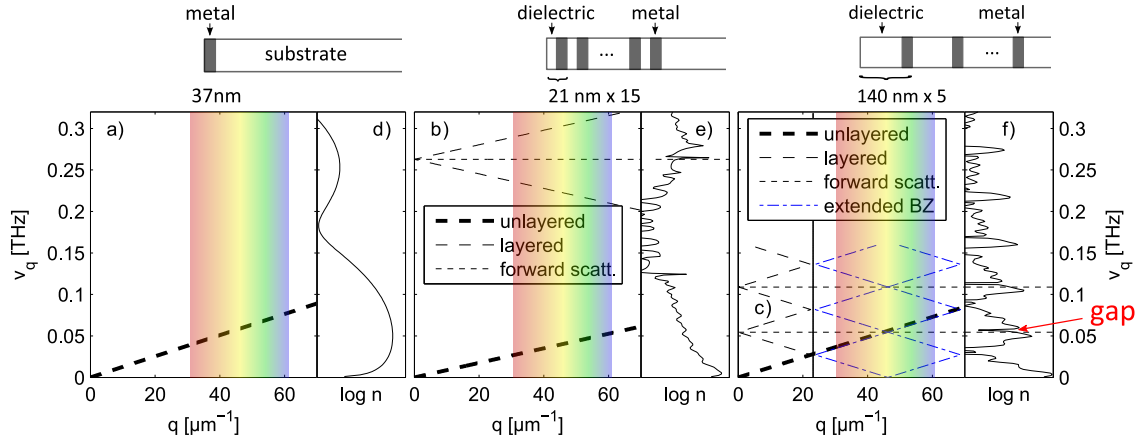 metal
substrate
37nm
dielectric
metal
...
21 nm x 15
dielectric
metal
...
140 nm x 5
a)
d)
b)
e)
c)
f)
unlayered
layered
forward scatt.
unlayered
layered
forward scatt.
extended BZ
gap
0.3
0.25
0.2
0.15
0.1
0.05
0
ν_q [THz]
0.3
0.25
0.2
0.15
0.1
0.05
0
ν_q [THz]
0 20 40 60
log n
0 20 40 60
log n
0 20 40 60
log n
q [μm⁻¹]
q [μm⁻¹]
q [μm⁻¹]